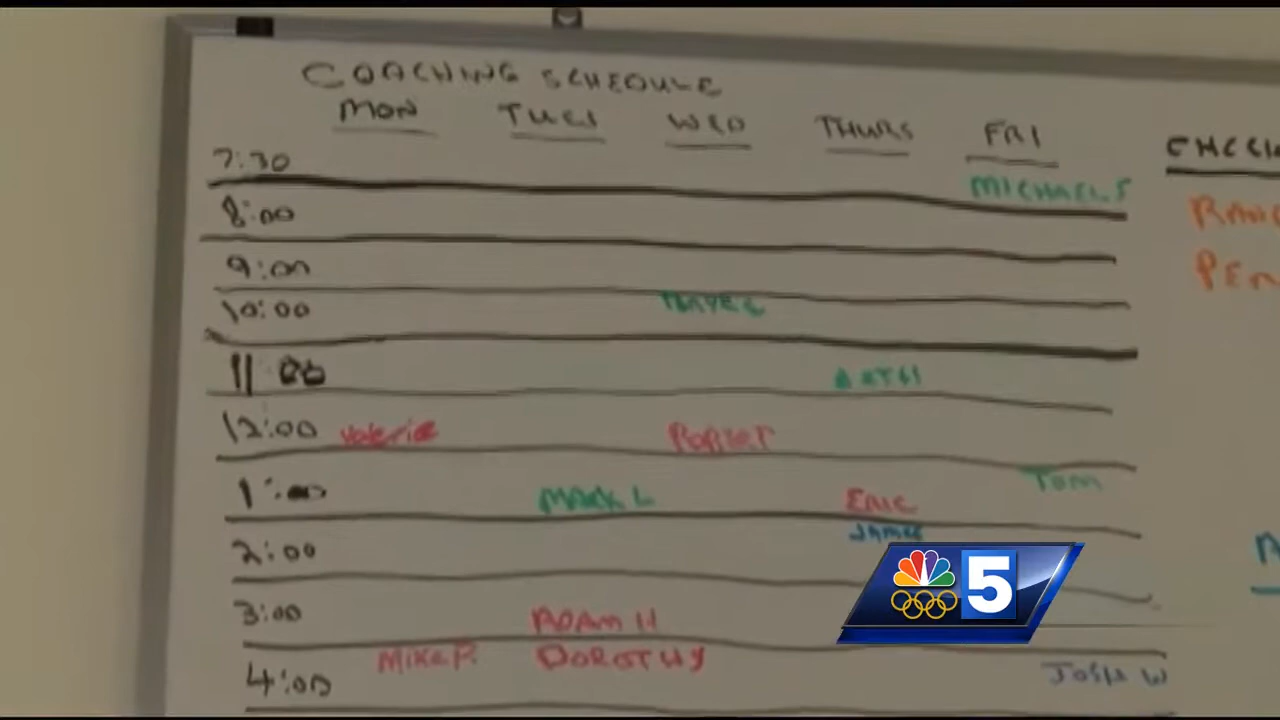 COACHING SCHEDULE
MON TUES WED THURS FRI
7:30 MICHAEL S
8:00
9:00
10:00
11:00
12:00 Valerie ROBERT
1:00 MARK L ERIC TOM
JAMES
2:00
3:00 ADAM H
MIKE P. DOROTHY JOSH W
4:00
5